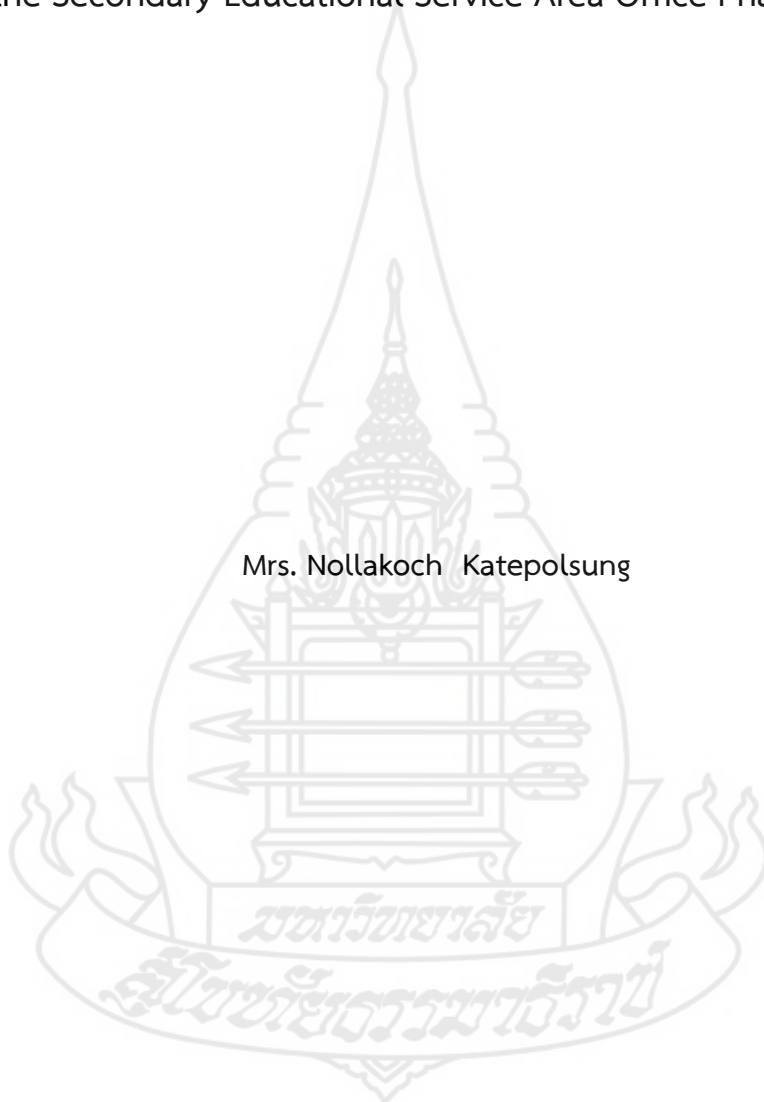 the Secondary Educational Service Area Office Pha
Mrs. Nollakoch Katepolsung
มหาวิทยาลัย
สุโขทัยธรรมาธิราช